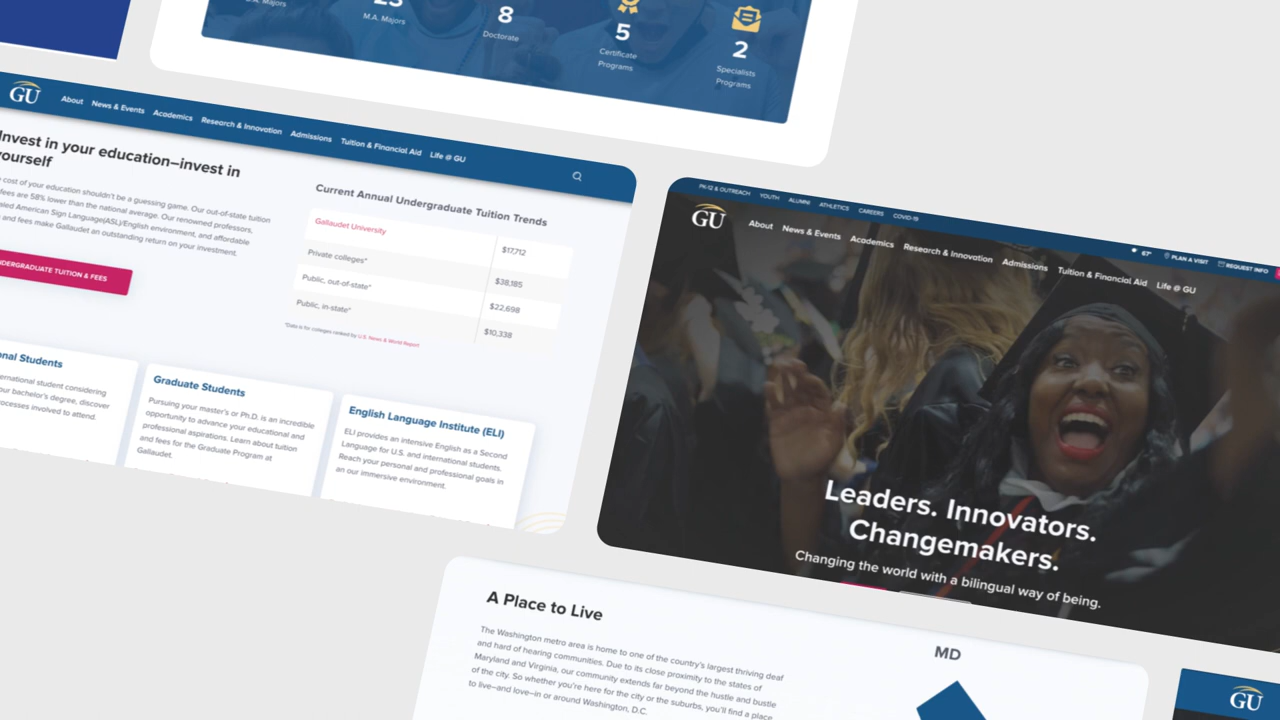 M.A. Majors
8
Doctorate
5
Certificate
Programs
2
Specialists
Programs
GU
About
News & Events
Academics
Research & Innovation
Admissions
Tuition & Financial Aid
Life @ GU
Invest in your education–invest in
yourself
cost of your education shouldn't be a guessing game. Our out-of-state tuition
fees are 58% lower than the national average. Our renowned professors,
American Sign Language(ASL)/English environment, and affordable
and fees make Gallaudet an outstanding return on your investment.
UNDERGRADUATE TUITION & FEES
Current Annual Undergraduate Tuition Trends
Gallaudet University
$17,712
Private colleges*
$38,185
Public, out-of-state*
$22,698
Public, in-state*
$10,338
*Data is for colleges ranked by U.S. News & World Report
Students
international student considering
your bachelor's degree, discover
processes involved to attend.
Graduate Students
Pursuing your master's or Ph.D. is an incredible
opportunity to advance your educational and
professional aspirations. Learn about tuition
and fees for the Graduate Program at
Gallaudet.
English Language Institute (ELI)
ELI provides an intensive English as a Second
Language for U.S. and international students.
Reach your personal and professional goals in
an our immersive environment.
PK-12 & OUTREACH
YOUTH
ALUMNI
ATHLETICS
CAREERS
COVID-19
67°
PLAN A VISIT
REQUEST INFO
GU
About
News & Events
Academics
Research & Innovation
Admissions
Tuition & Financial Aid
Life @ GU
Leaders. Innovators.
Changemakers.
Changing the world with a bilingual way of being.
A Place to Live
The Washington metro area is home to one of the country's largest thriving deaf
and hard of hearing communities. Due to its close proximity to the states of
Maryland and Virginia, our community extends far beyond the hustle and bustle
of the city. So whether you're here for the city or the suburbs, you'll find a place
to live–and love–in or around Washington, D.C.
MD
GU